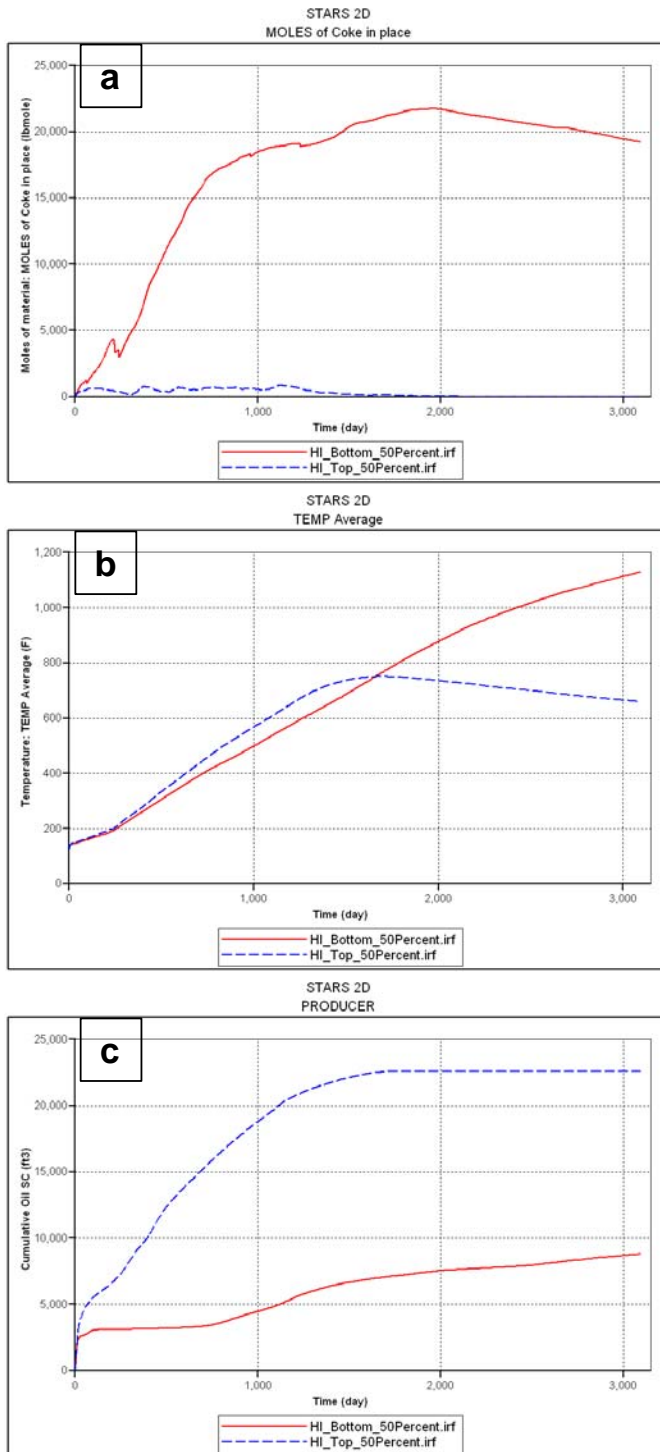 STARS 2D
MOLES of Coke in place
a
25,000
20,000
15,000
10,000
5,000
0
Moles of material: MOLES of Coke in place (lbmole)
0 1,000 2,000 3,000
Time (day)
HI_Bottom_50Percent.irf
HI_Top_50Percent.irf
STARS 2D
TEMP Average
b
1,200
1,000
800
600
400
200
0
Temperature: TEMP Average (F)
0 1,000 2,000 3,000
Time (day)
HI_Bottom_50Percent.irf
HI_Top_50Percent.irf
STARS 2D
PRODUCER
c
25,000
20,000
15,000
10,000
5,000
0
Cumulative Oil SC (ft3)
0 1,000 2,000 3,000
Time (day)
HI_Bottom_50Percent.irf
HI_Top_50Percent.irf